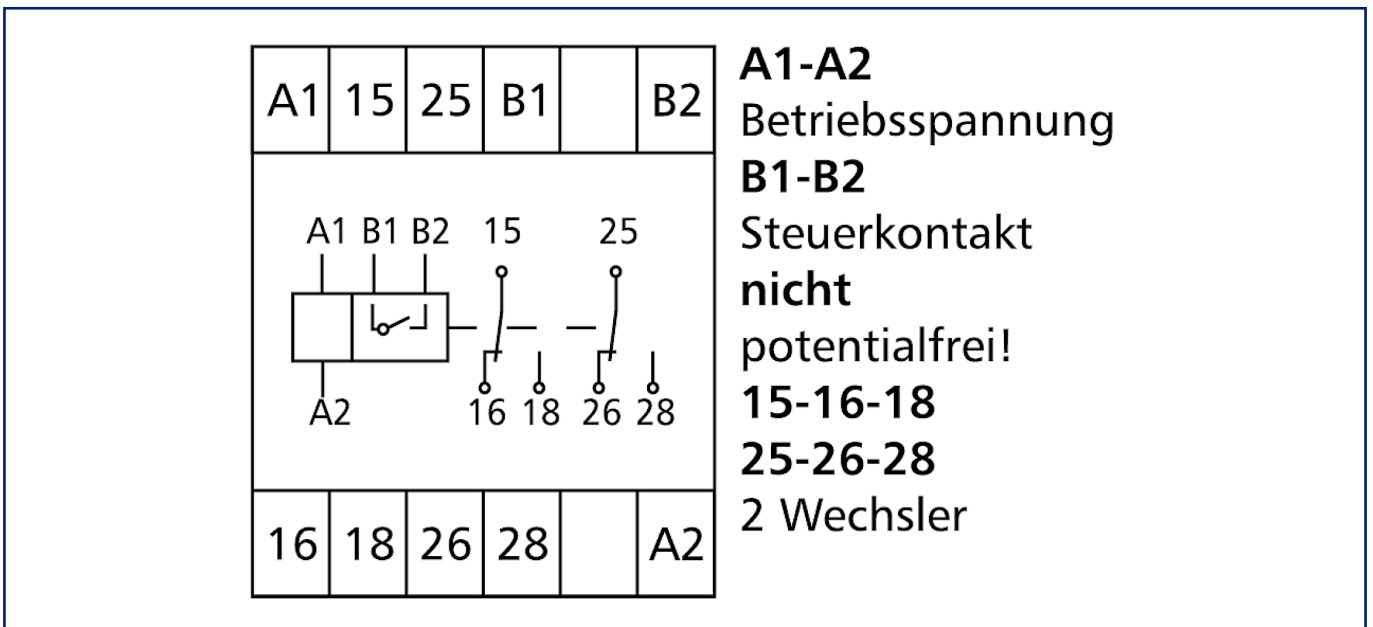 A1 15 25 B1 B2
A1 B1 B2 15 25
A2
16 18 26 28
16 18 26 28 A2
A1-A2
Betriebsspannung
B1-B2
Steuerkontakt
nicht
potentialfrei!
15-16-18
25-26-28
2 Wechsler